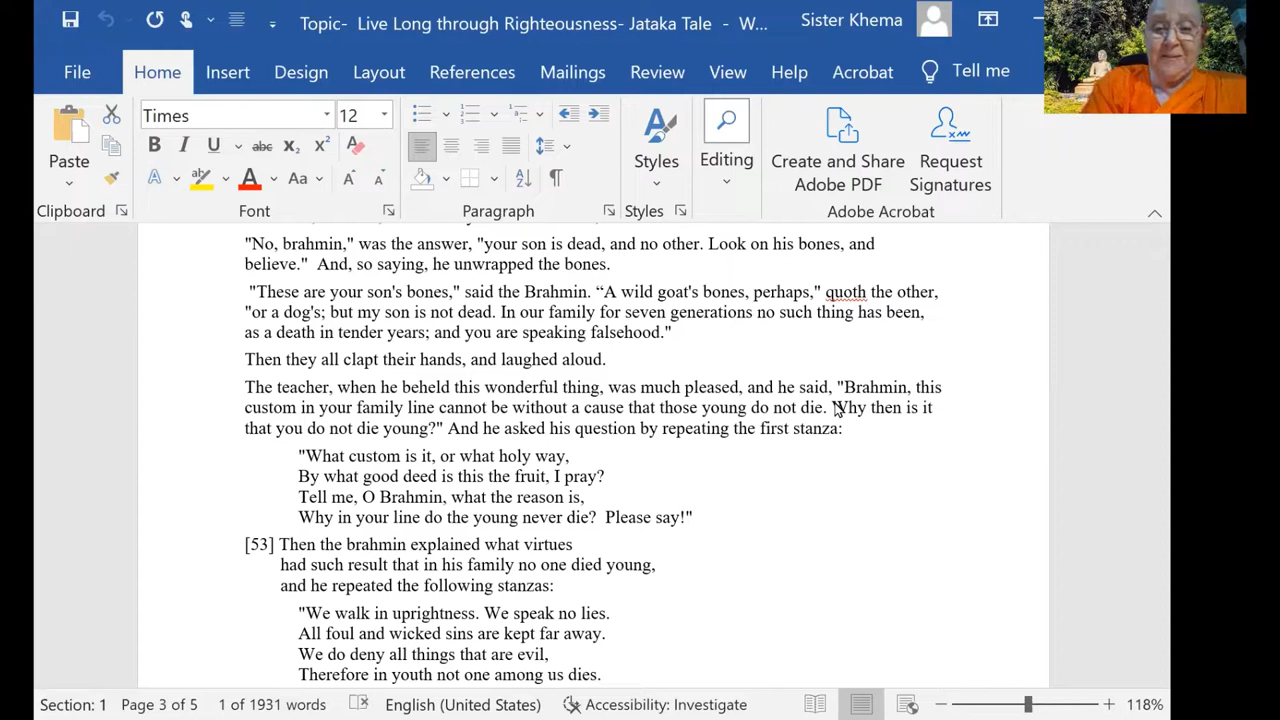 Topic-  Live Long through Righteousness- Jataka Tale  -  W...
Sister Khema
File
Home
Insert
Design
Layout
References
Mailings
Review
View
Help
Acrobat
Tell me
Paste
Times
12
Styles
Editing
Create and Share
Adobe PDF
Request
Signatures
Clipboard
Font
Paragraph
Styles
Adobe Acrobat
"No, brahmin," was the answer, "your son is dead, and no other. Look on his bones, and
believe."  And, so saying, he unwrapped the bones.
"These are your son's bones," said the Brahmin. “A wild goat's bones, perhaps," quoth the other,
"or a dog's; but my son is not dead. In our family for seven generations no such thing has been,
as a death in tender years; and you are speaking falsehood."
Then they all clapt their hands, and laughed aloud.
The teacher, when he beheld this wonderful thing, was much pleased, and he said, "Brahmin, this
custom in your family line cannot be without a cause that those young do not die. Why then is it
that you do not die young?" And he asked his question by repeating the first stanza:
"What custom is it, or what holy way,
By what good deed is this the fruit, I pray?
Tell me, O Brahmin, what the reason is,
Why in your line do the young never die?  Please say!"
[53] Then the brahmin explained what virtues
had such result that in his family no one died young,
and he repeated the following stanzas:
"We walk in uprightness. We speak no lies.
All foul and wicked sins are kept far away.
We do deny all things that are evil,
Therefore in youth not one among us dies.
Section: 1
Page 3 of 5
1 of 1931 words
English (United States)
Accessibility: Investigate
118%